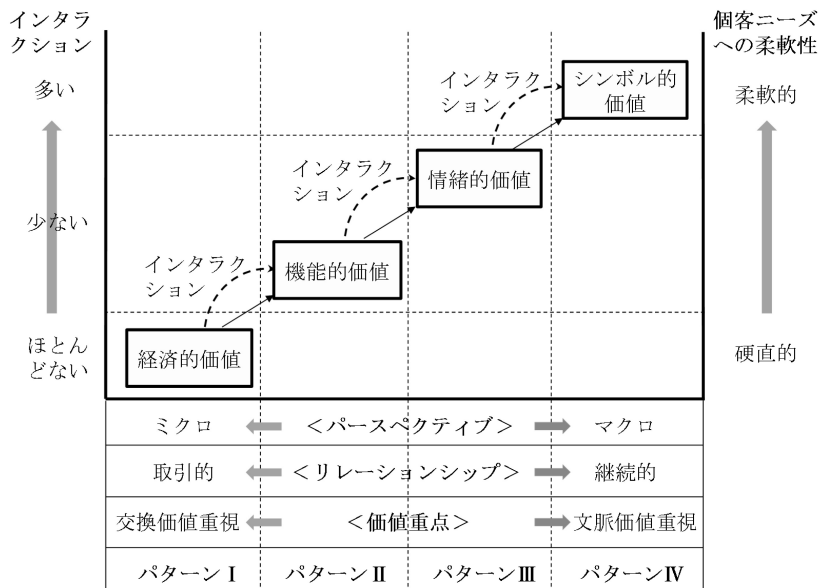 インタラ
クション
個客ニーズ
への柔軟性
多い
柔軟的
インタラク
ション
シンボル的
価値
インタラク
ション
情緒的価値
少ない
インタラク
ション
機能的価値
ほとん
どない
経済的価値
硬直的
ミクロ <パースペクティブ> マクロ
取引的 <リレーションシップ> 継続的
交換価値重視 <価値重点> 文脈価値重視
パターンⅠ パターンⅡ パターンⅢ パターンⅣ